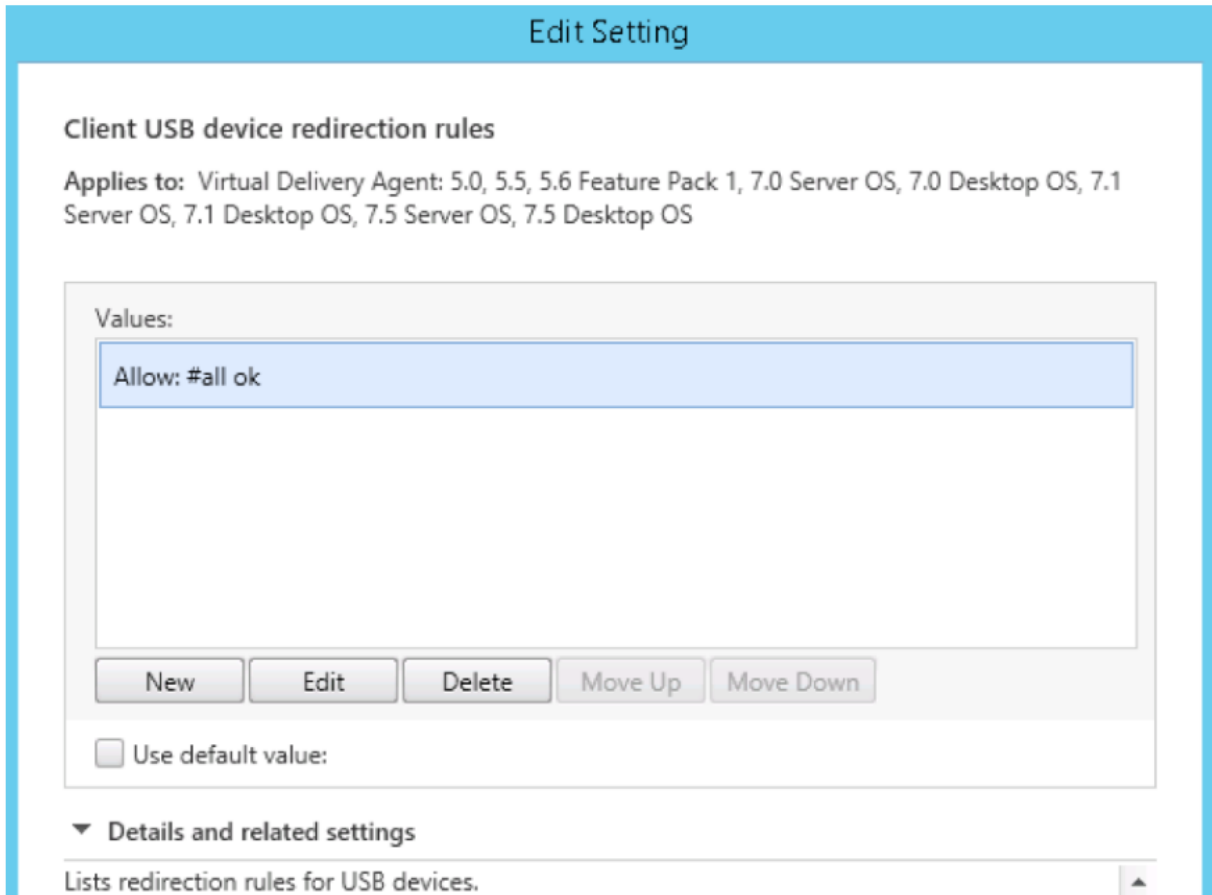 Edit Setting
Client USB device redirection rules
Applies to: Virtual Delivery Agent: 5.0, 5.5, 5.6 Feature Pack 1, 7.0 Server OS, 7.0 Desktop OS, 7.1
Server OS, 7.1 Desktop OS, 7.5 Server OS, 7.5 Desktop OS
Values:
Allow: #all ok
New Edit Delete Move Up Move Down
Use default value:
Details and related settings
Lists redirection rules for USB devices.